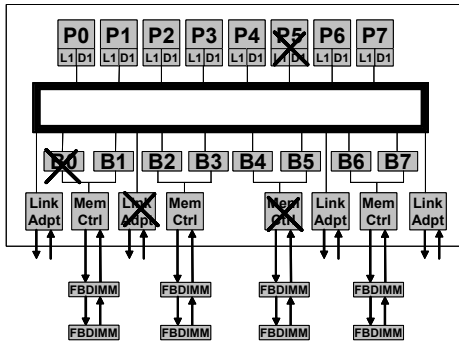 P0 P1 P2 P3 P4 P5 P6 P7
L1 D1 L1 D1 L1 D1 L1 D1 L1 D1 L1 D1 L1 D1 L1 D1
B0 B1 B2 B3 B4 B5 B6 B7
Link Mem Link Mem Mem Link Mem Link
Adpt Ctrl Adpt Ctrl Ctrl Adpt Ctrl Adpt
FBDIMM FBDIMM FBDIMM FBDIMM
FBDIMM FBDIMM FBDIMM FBDIMM